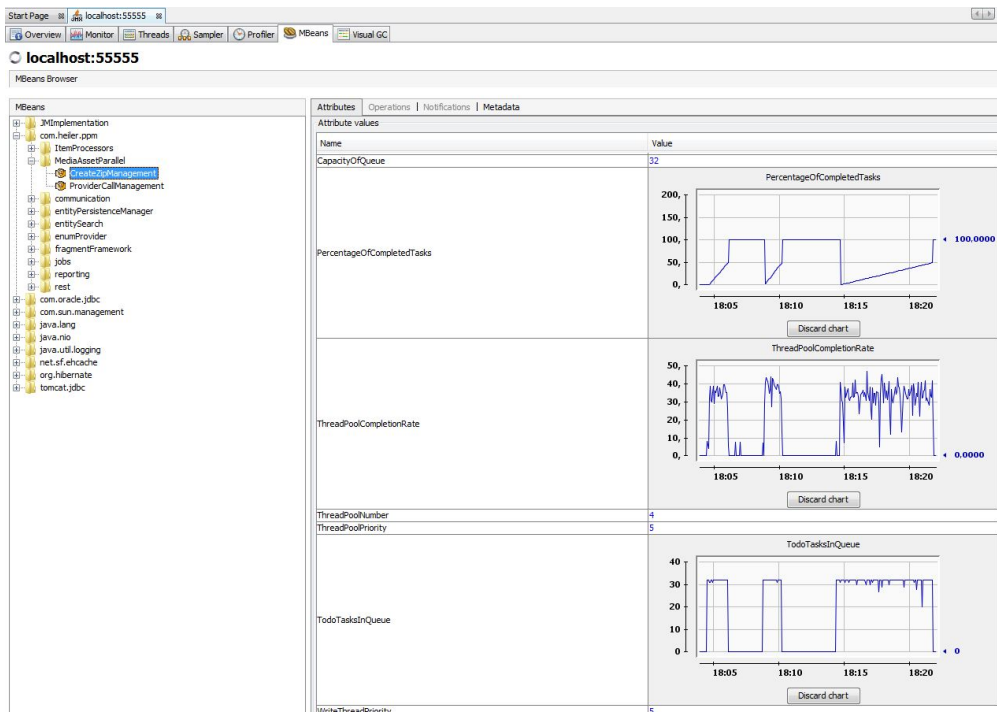 Start Page
localhost:55555
Overview Monitor Threads Sampler Profiler MBeans Visual GC
localhost:55555
MBeans Browser
MBeans
JMImplementation
com.heiler.ppm
ItemProcessors
MediaAssetParallel
CreateZipManagement
ProviderCallManagement
communication
entityPersistenceManager
entitySearch
enumProvider
fragmentFramework
jobs
reporting
rest
com.oracle.jdbc
com.sun.management
java.lang
java.nio
java.util.logging
net.sf.ehcache
org.hibernate
tomcat.jdbc
Attributes Operations Notifications Metadata
Attribute values
Name Value
CapacityOfQueue 32
PercentageOfCompletedTasks
PercentageOfCompletedTasks
200,
150,
100,
50,
0,
100,0000
18:05 18:10 18:15 18:20
Discard chart
ThreadPoolCompletionRate
ThreadPoolCompletionRate
50,
40,
30,
20,
10,
0,
0,0000
18:05 18:10 18:15 18:20
Discard chart
ThreadPoolNumber 4
ThreadPoolPriority 5
TodoTasksInQueue
TodoTasksInQueue
40
30
20
10
0
0
18:05 18:10 18:15 18:20
Discard chart
WriteThreadPriority 5